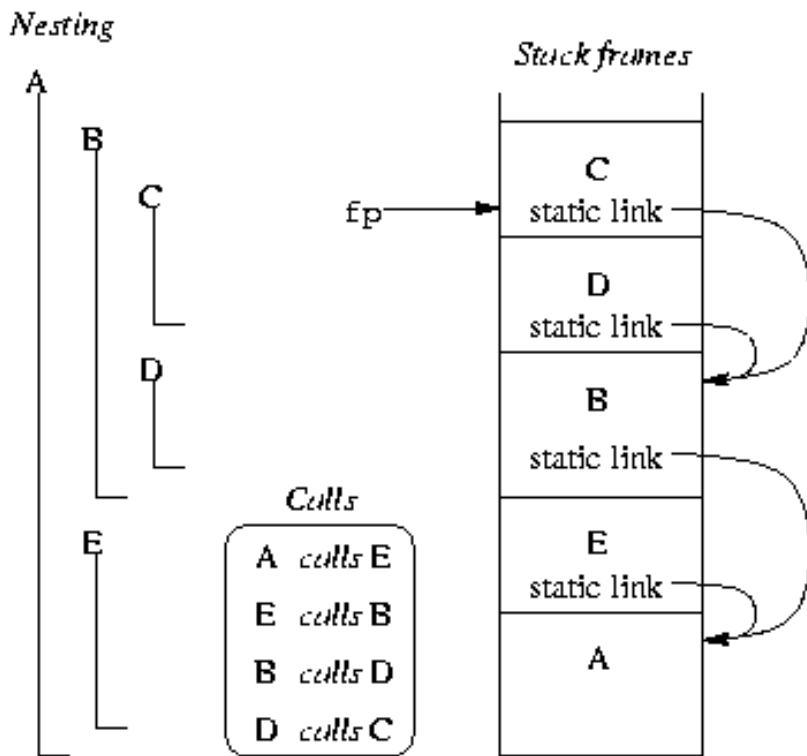 Nesting
A
B
C
D
E
Stack frames
fp
C
static link
D
static link
B
static link
E
static link
A
Calls
A calls E
E calls B
B calls D
D calls C